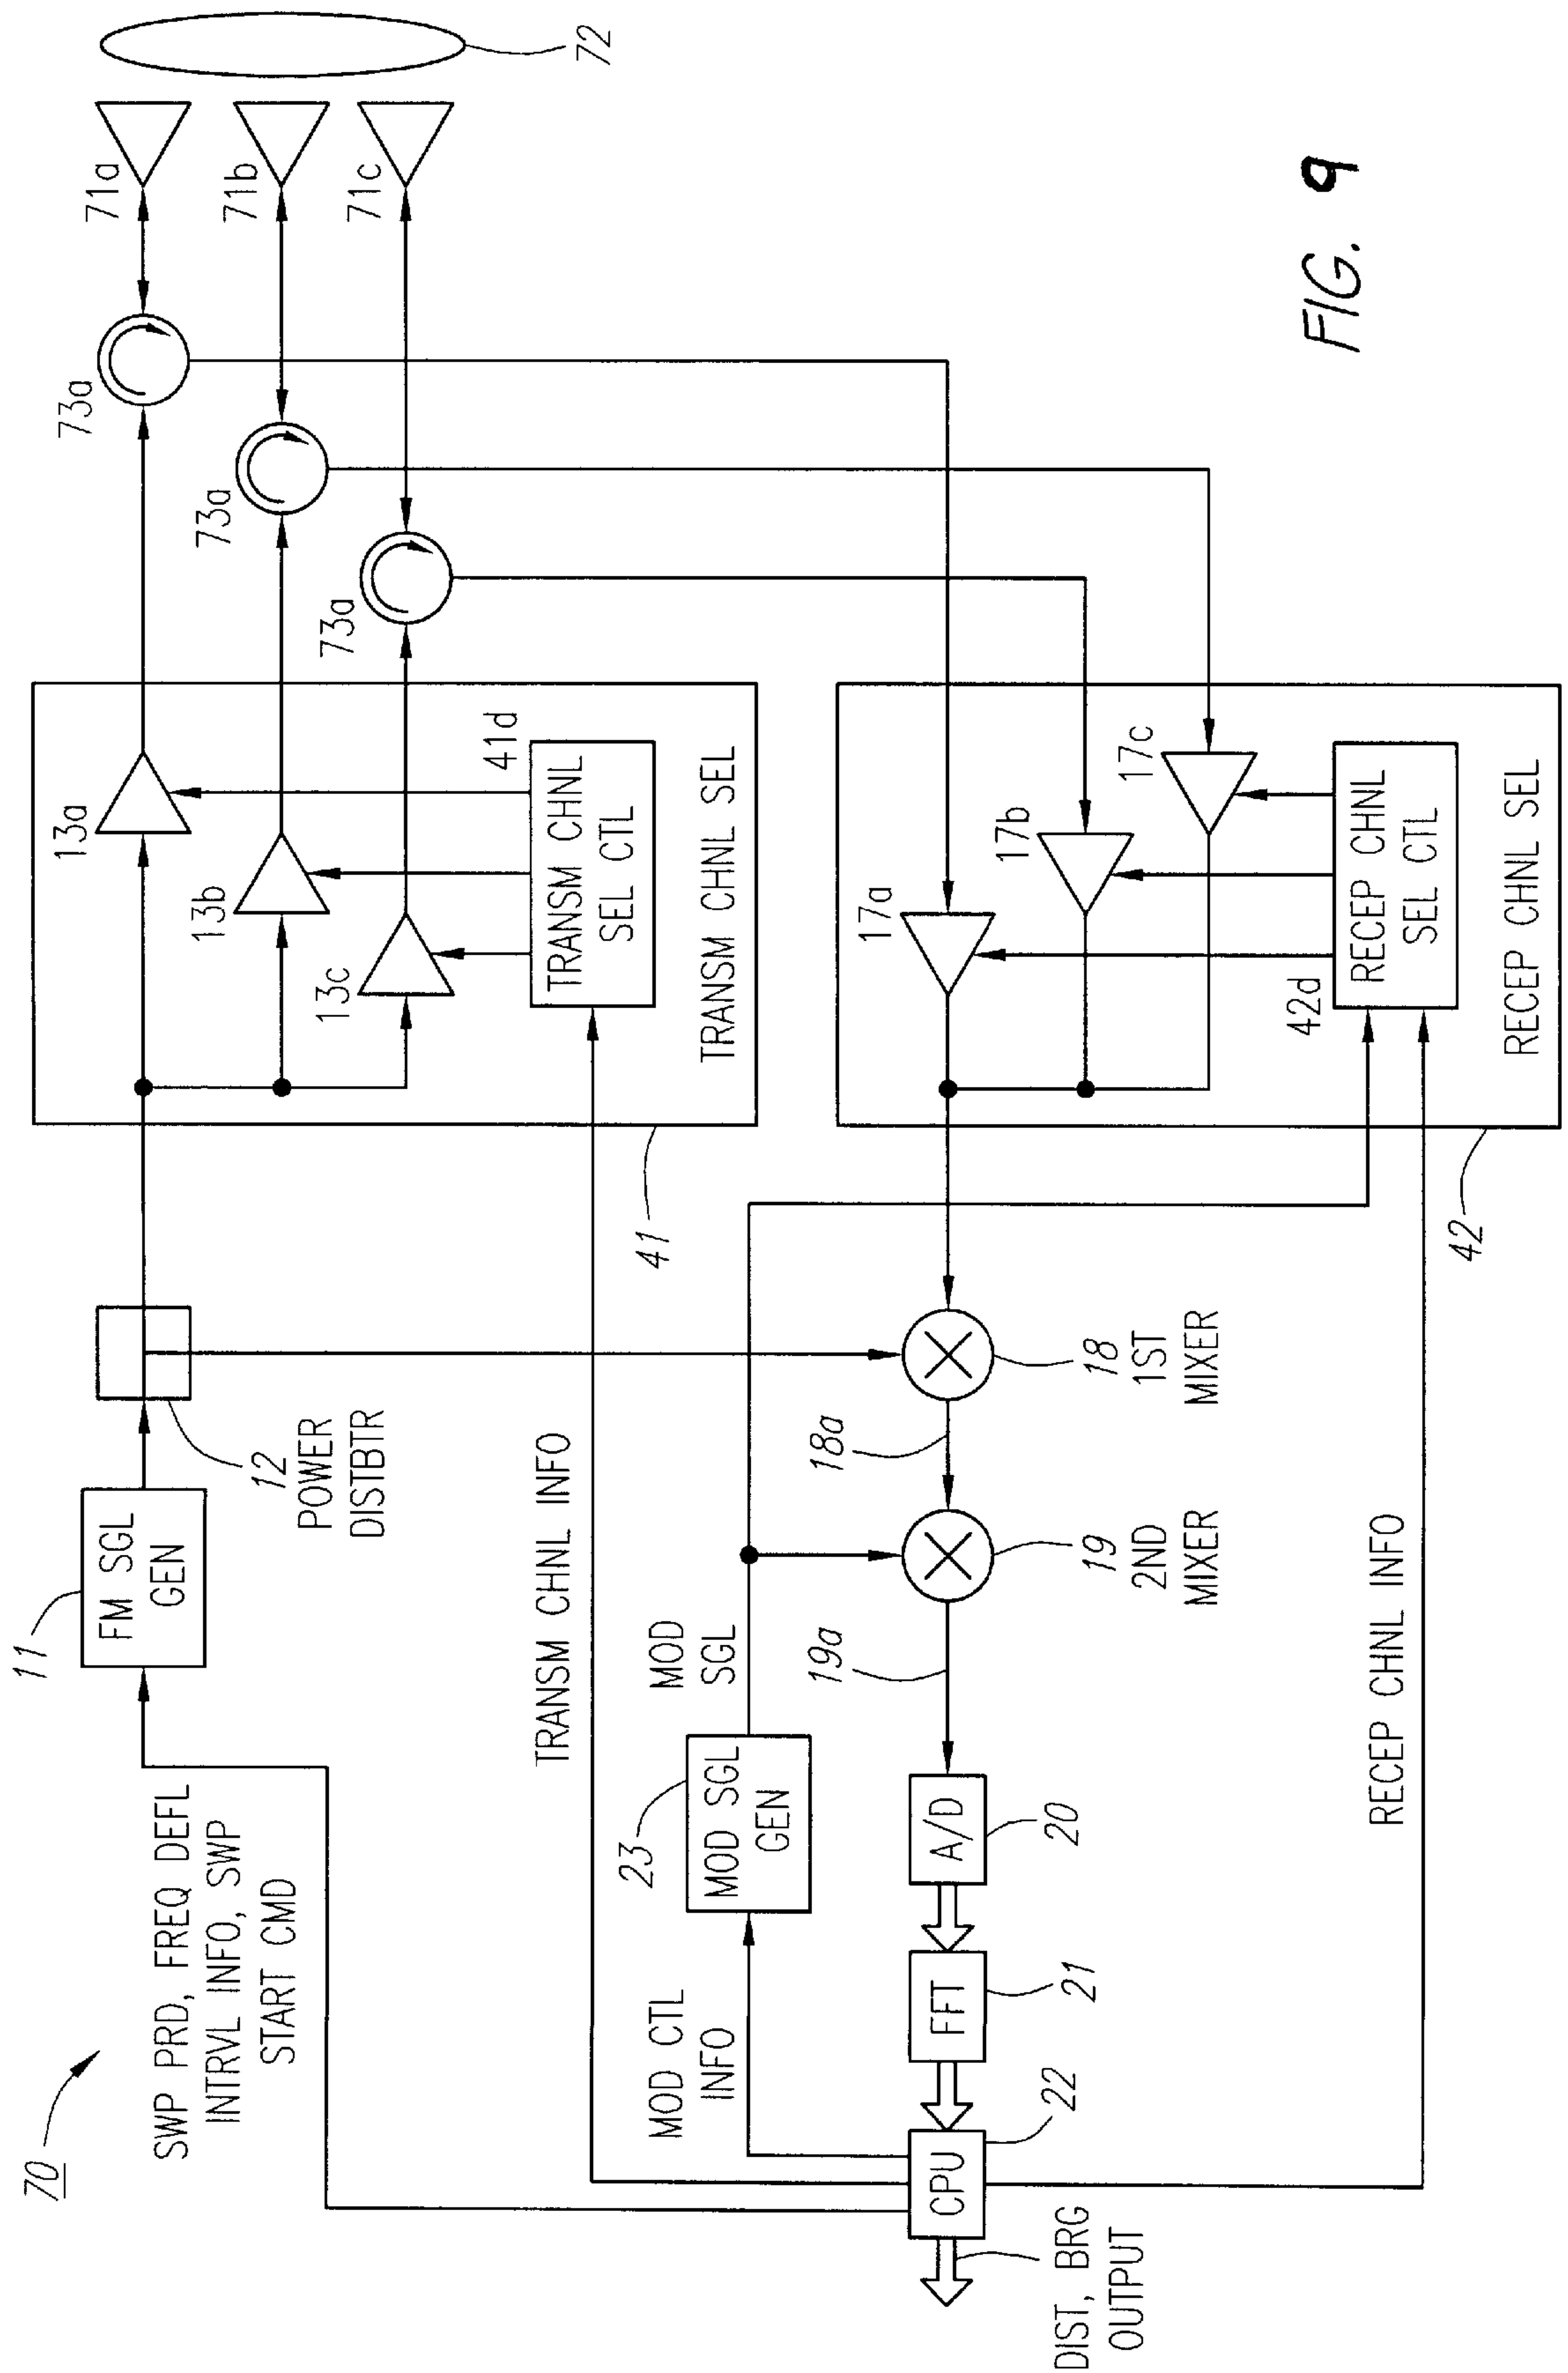 70
SWP PRD, FREQ DEFL
INTRVL INFO, SWP
START CMD
11
FM SGL
GEN
12
POWER
DISTBTR
13a
13b
13c
41d
TRANSM CHNL
SEL CTL
TRANSM CHNL SEL
41
73a
73a
73a
71a
71b
71c
72
TRANSM CHNL INFO
MOD CTL
INFO
23
MOD SGL
GEN
MOD
SGL
DIST, BRG
OUTPUT
CPU
22
FFT
21
A/D
20
19a
19
2ND
MIXER
18a
18
1ST
MIXER
17a
17b
17c
42d
RECEP CHNL
SEL CTL
RECEP CHNL SEL
42
RECEP CHNL INFO
FIG. 9